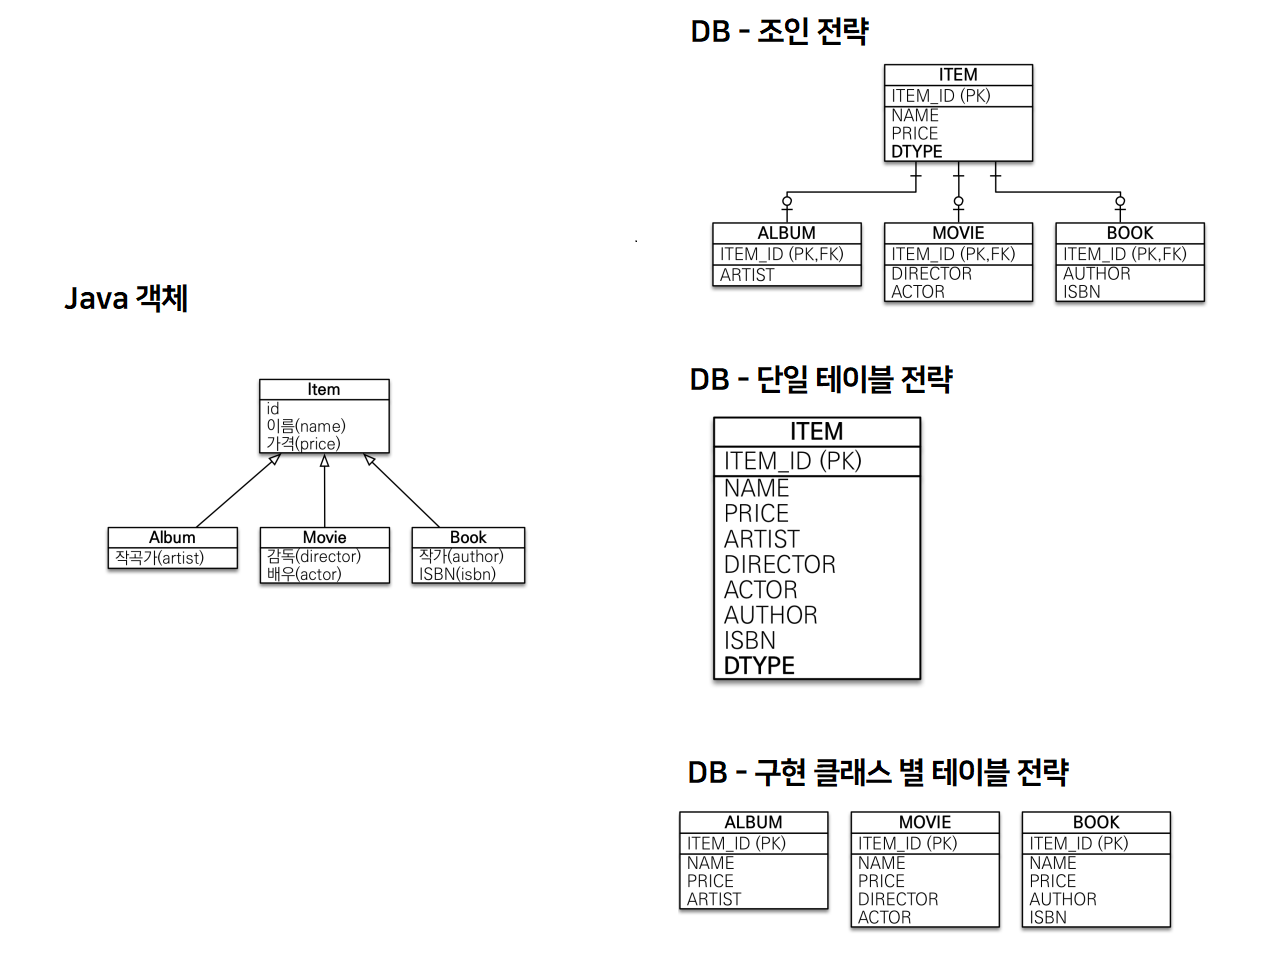 Java 객체
Item
id
이름(name)
가격(price)
Album
작곡가(artist)
Movie
감독(director)
배우(actor)
Book
작가(author)
ISBN(isbn)
DB - 조인 전략
ITEM
ITEM_ID (PK)
NAME
PRICE
DTYPE
ALBUM
ITEM_ID (PK,FK)
ARTIST
MOVIE
ITEM_ID (PK,FK)
DIRECTOR
ACTOR
BOOK
ITEM_ID (PK,FK)
AUTHOR
ISBN
DB - 단일 테이블 전략
ITEM
ITEM_ID (PK)
NAME
PRICE
ARTIST
DIRECTOR
ACTOR
AUTHOR
ISBN
DTYPE
DB - 구현 클래스 별 테이블 전략
ALBUM
ITEM_ID (PK)
NAME
PRICE
ARTIST
MOVIE
ITEM_ID (PK)
NAME
PRICE
DIRECTOR
ACTOR
BOOK
ITEM_ID (PK)
NAME
PRICE
AUTHOR
ISBN